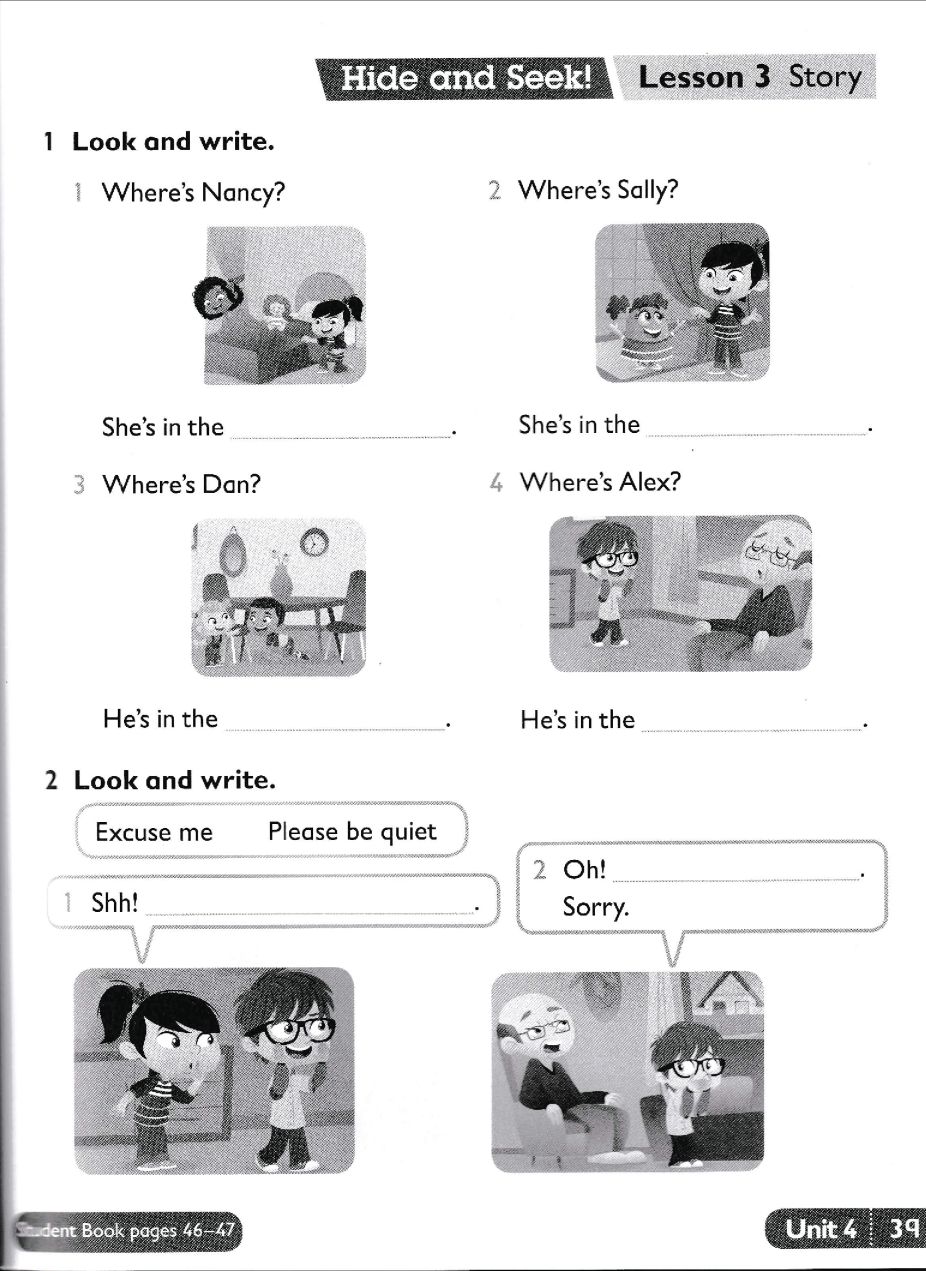 Hide and Seek! Lesson 3 Story
1 Look and write.
1 Where's Nancy?
2 Where's Sally?
She's in the .
She's in the .
3 Where's Dan?
4 Where's Alex?
He's in the .
He's in the .
2 Look and write.
Excuse me Please be quiet
1 Shh! .
2 Oh! .
Sorry.
Student Book pages 46–47
Unit 4 39